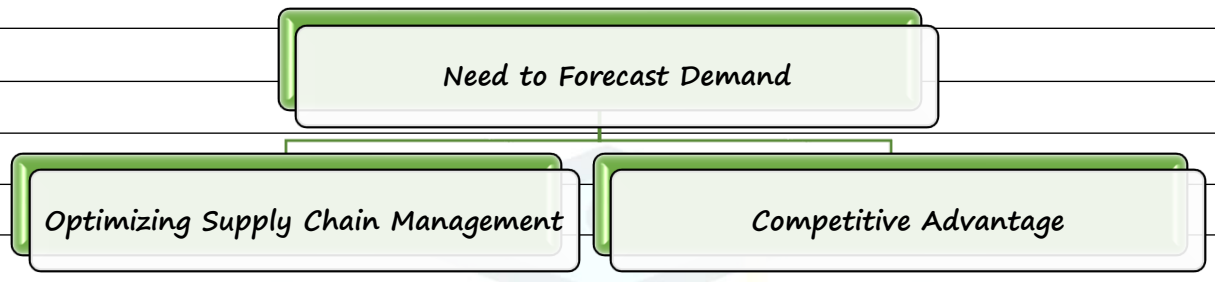 Need to Forecast Demand
Optimizing Supply Chain Management
Competitive Advantage